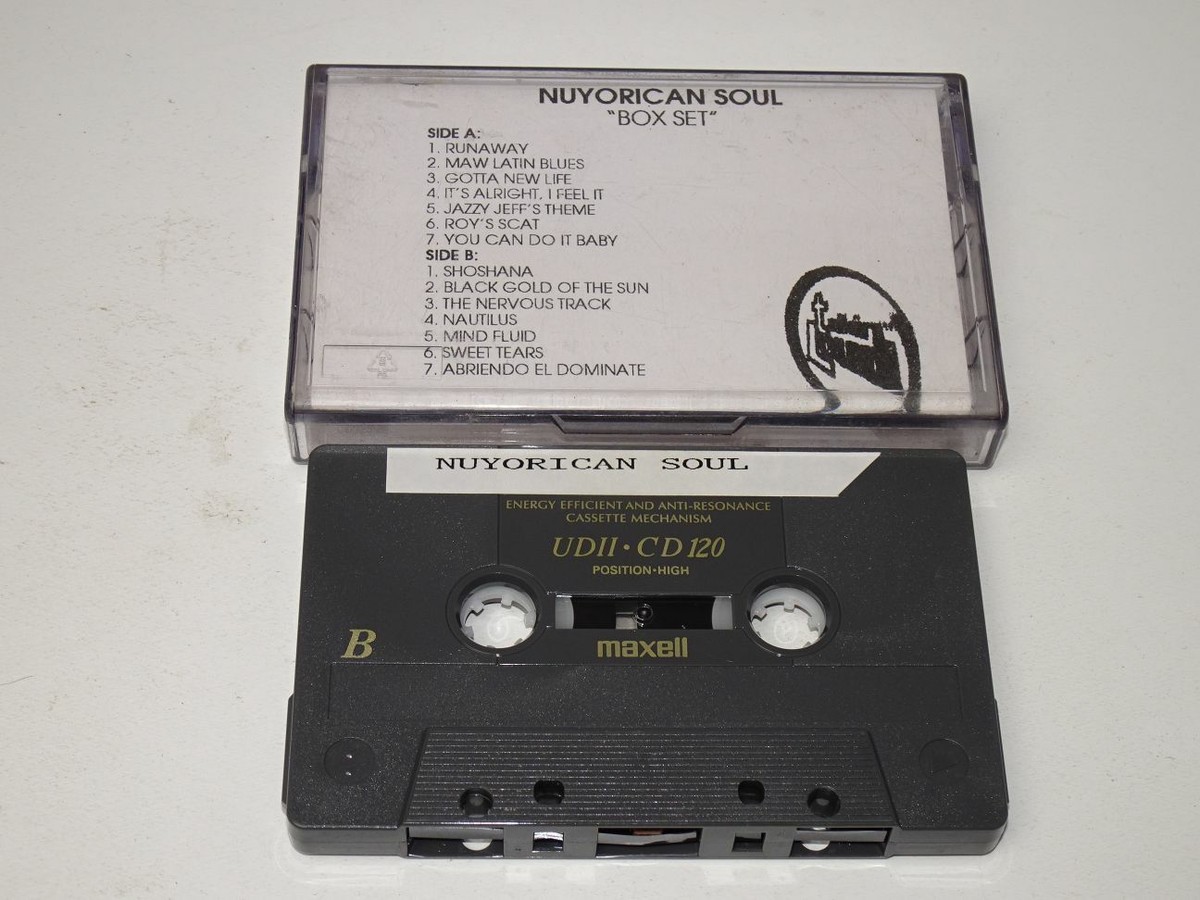 NUYORICAN SOUL
"BOX SET"
SIDE A:
1. RUNAWAY
2. MAW LATIN BLUES
3. GOTTA NEW LIFE
4. IT'S ALRIGHT, I FEEL IT
5. JAZZY JEFF'S THEME
6. ROY'S SCAT
7. YOU CAN DO IT BABY
SIDE B:
1. SHOSHANA
2. BLACK GOLD OF THE SUN
3. THE NERVOUS TRACK
4. NAUTILUS
5. MIND FLUID
6. SWEET TEARS
7. ABRIENDO EL DOMINATE
NUYORICAN SOUL
ENERGY EFFICIENT AND ANTI-RESONANCE
CASSETTE MECHANISM
UDII•CD120
POSITION•HIGH
B
maxell